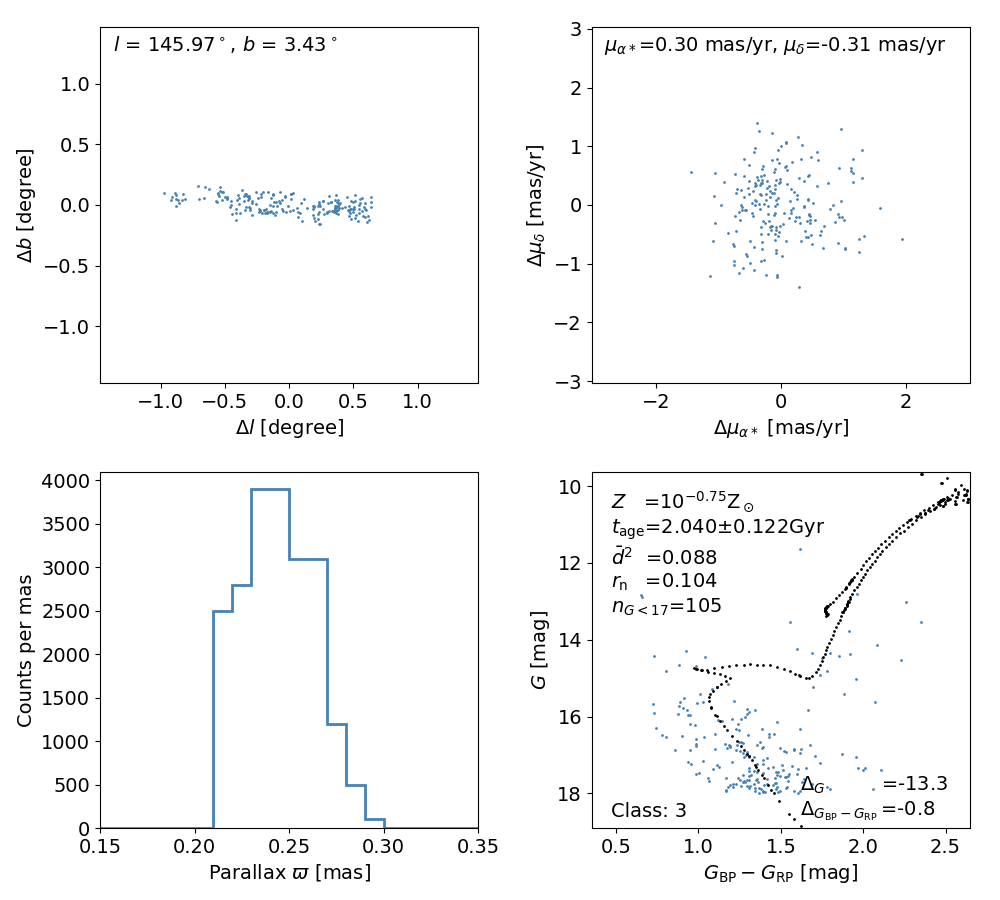 l = 145.97°, b = 3.43°
1.0
0.5
0.0
−0.5
−1.0
Δb [degree]
−1.0 −0.5 0.0 0.5 1.0
Δl [degree]
μα*=0.30 mas/yr, μδ=-0.31 mas/yr
3
2
1
0
−1
−2
−3
Δμδ [mas/yr]
−2 0 2
Δμα* [mas/yr]
4000
3500
3000
2500
2000
1500
1000
500
0
Counts per mas
0.15 0.20 0.25 0.30 0.35
Parallax ϖ [mas]
10
12
14
16
18
G [mag]
Z =10^−0.75 Z⊙
t_age=2.040±0.122Gyr
d̄² =0.088
r_n =0.104
n_G<17=105
Δ_G =-13.3
Δ_GBP−GRP =-0.8
Class: 3
0.5 1.0 1.5 2.0 2.5
G_BP − G_RP [mag]